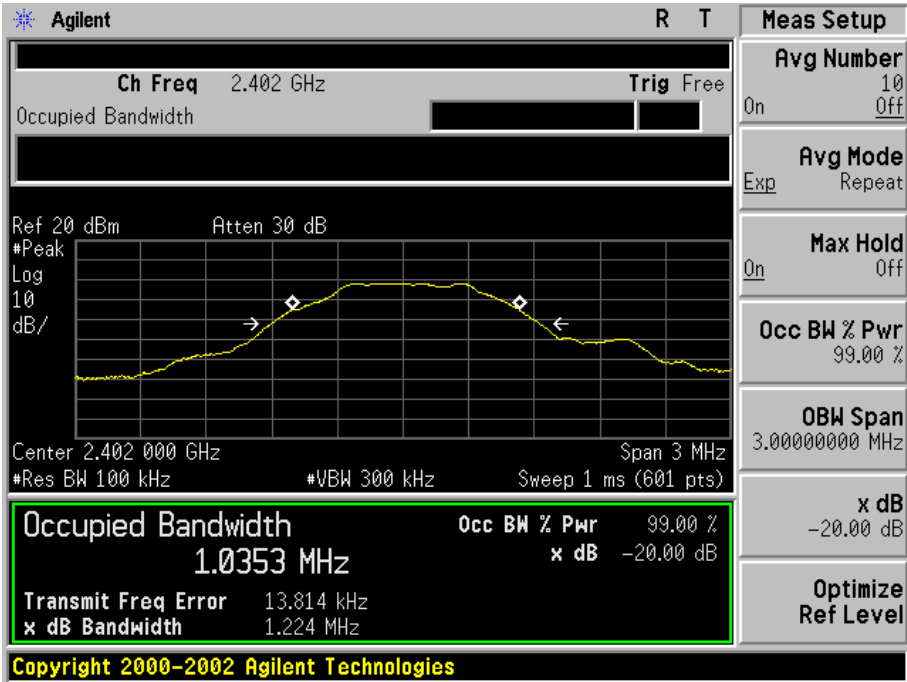 Agilent R T
Ch Freq 2.402 GHz Trig Free
Occupied Bandwidth
Ref 20 dBm Atten 30 dB
#Peak
Log
10
dB/
Center 2.402 000 GHz Span 3 MHz
#Res BW 100 kHz #VBW 300 kHz Sweep 1 ms (601 pts)
Occupied Bandwidth Occ BW % Pwr 99.00 %
1.0353 MHz x dB -20.00 dB
Transmit Freq Error 13.814 kHz
x dB Bandwidth 1.224 MHz
Copyright 2000-2002 Agilent Technologies
Meas Setup
Avg Number
10
On Off
Avg Mode
Exp Repeat
Max Hold
On Off
Occ BW % Pwr
99.00 %
OBW Span
3.00000000 MHz
x dB
-20.00 dB
Optimize
Ref Level